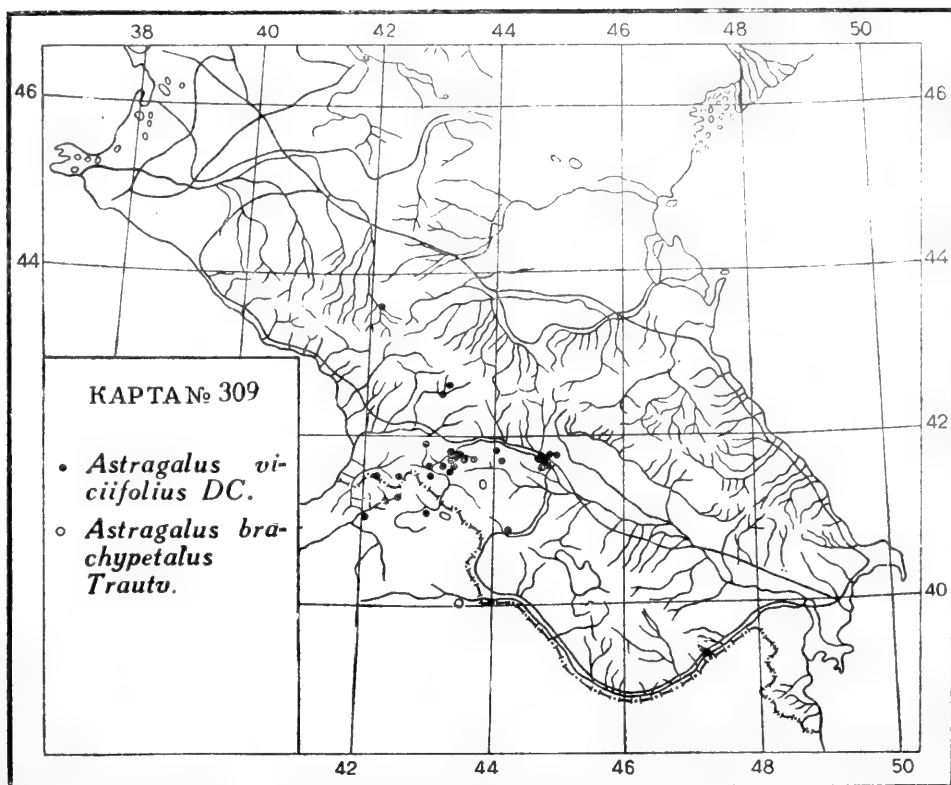 38 40 42 44 46 48 50
46 46
44 44
КАРТА № 309
42
Astragalus vi-
ciifolius DC.
Astragalus bra-
chypetalus
Trautv.
40
42 44 46 48 50